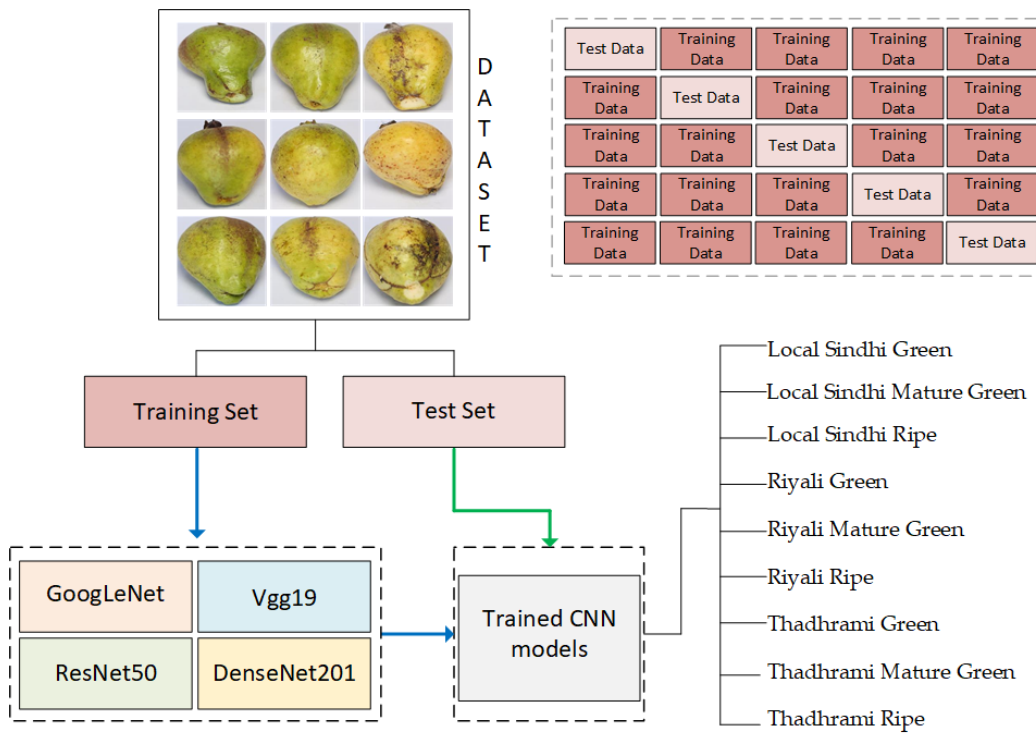 DATASET
Test Data Training Data Training Data Training Data Training Data
Training Data Test Data Training Data Training Data Training Data
Training Data Training Data Test Data Training Data Training Data
Training Data Training Data Training Data Test Data Training Data
Training Data Training Data Training Data Training Data Test Data
Training Set
Test Set
GoogLeNet
Vgg19
ResNet50
DenseNet201
Trained CNN
models
Local Sindhi Green
Local Sindhi Mature Green
Local Sindhi Ripe
Riyali Green
Riyali Mature Green
Riyali Ripe
Thadhrami Green
Thadhrami Mature Green
Thadhrami Ripe